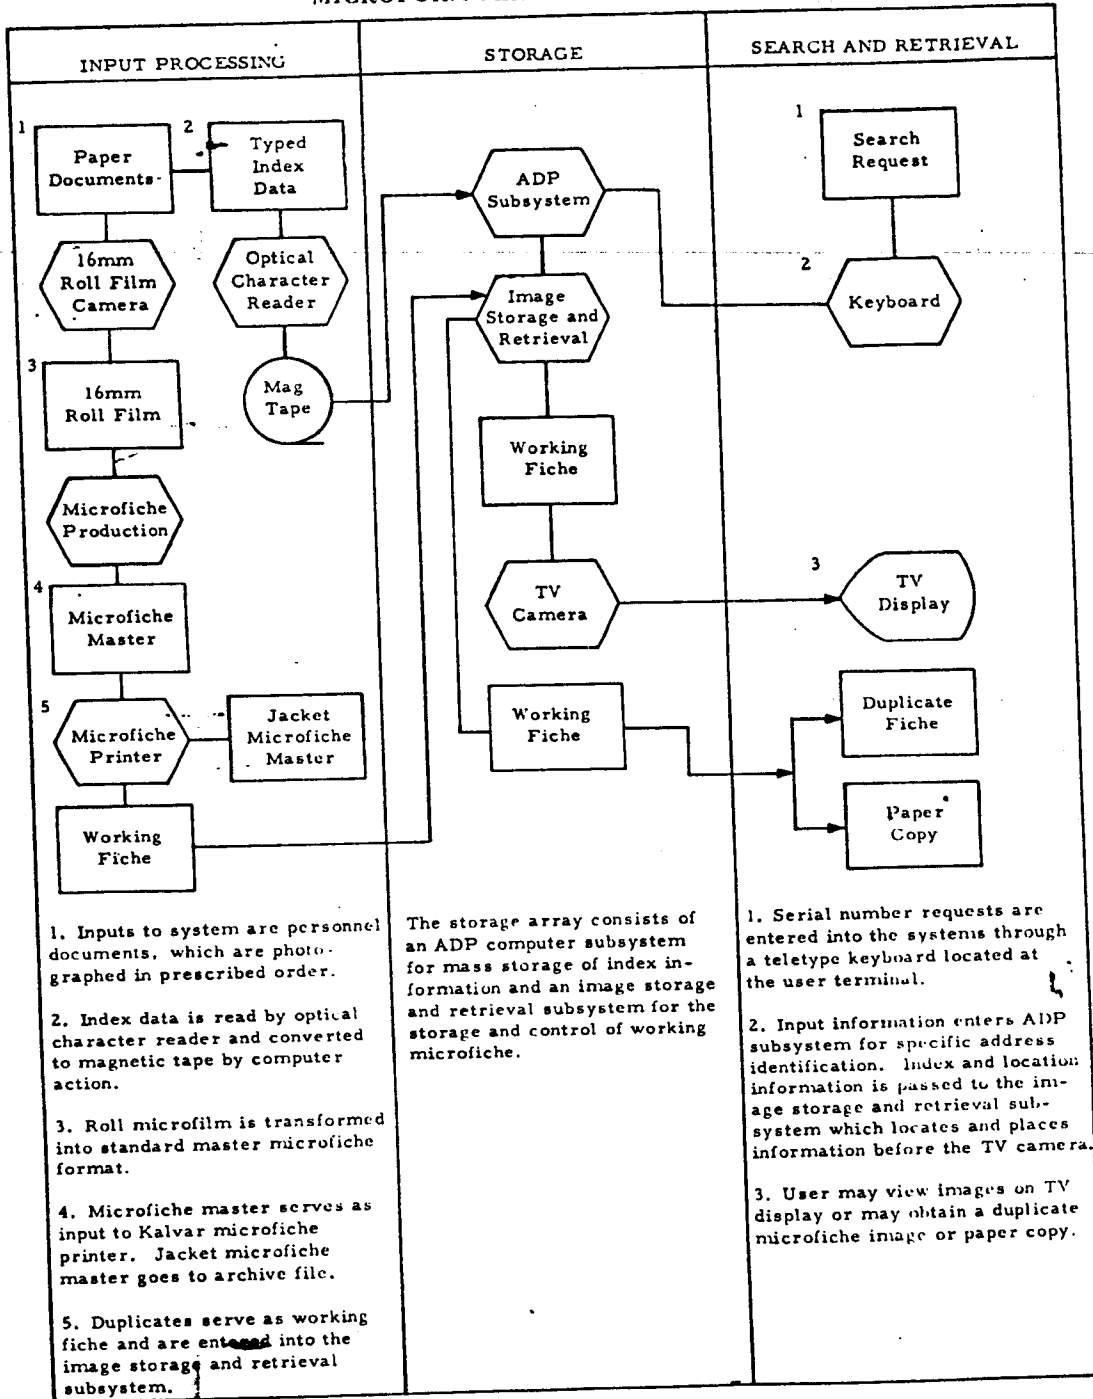 INPUT PROCESSING
STORAGE
SEARCH AND RETRIEVAL
1
Paper
Documents
2
Typed
Index
Data
16mm
Roll Film
Camera
Optical
Character
Reader
3
16mm
Roll Film
Mag
Tape
Microfiche
Production
4
Microfiche
Master
5
Microfiche
Printer
Jacket
Microfiche
Master
Working
Fiche
ADP
Subsystem
Image
Storage and
Retrieval
Working
Fiche
TV
Camera
Working
Fiche
1
Search
Request
2
Keyboard
3
TV
Display
Duplicate
Fiche
Paper
Copy
1. Inputs to system are personnel
documents, which are photo-
graphed in prescribed order.
2. Index data is read by optical
character reader and converted
to magnetic tape by computer
action.
3. Roll microfilm is transformed
into standard master microfiche
format.
4. Microfiche master serves as
input to Kalvar microfiche
printer. Jacket microfiche
master goes to archive file.
5. Duplicates serve as working
fiche and are entered into the
image storage and retrieval
subsystem.
The storage array consists of
an ADP computer subsystem
for mass storage of index in-
formation and an image storage
and retrieval subsystem for the
storage and control of working
microfiche.
1. Serial number requests are
entered into the systems through
a teletype keyboard located at
the user terminal.
2. Input information enters ADP
subsystem for specific address
identification. Index and location
information is passed to the im-
age storage and retrieval sub-
system which locates and places
information before the TV camera.
3. User may view images on TV
display or may obtain a duplicate
microfiche image or paper copy.